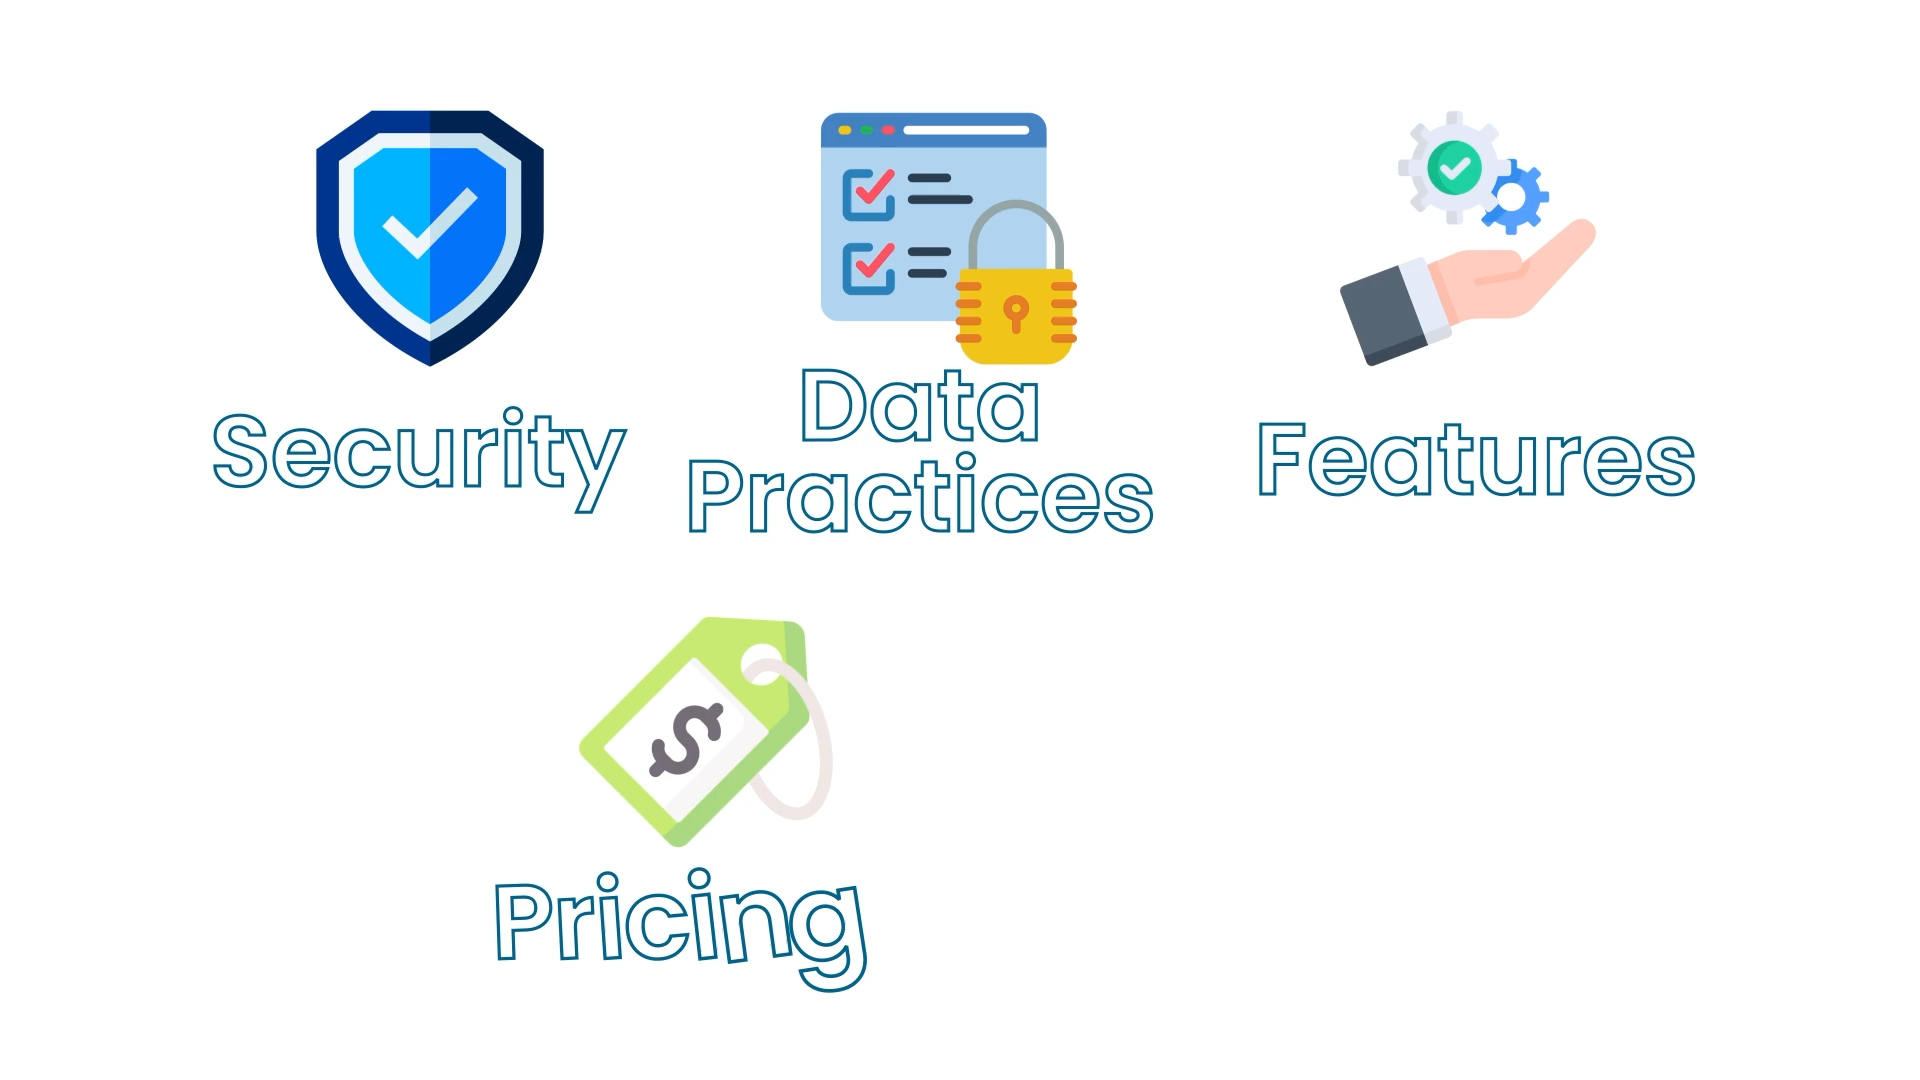 Security
Data
Practices
Features
$
Pricing